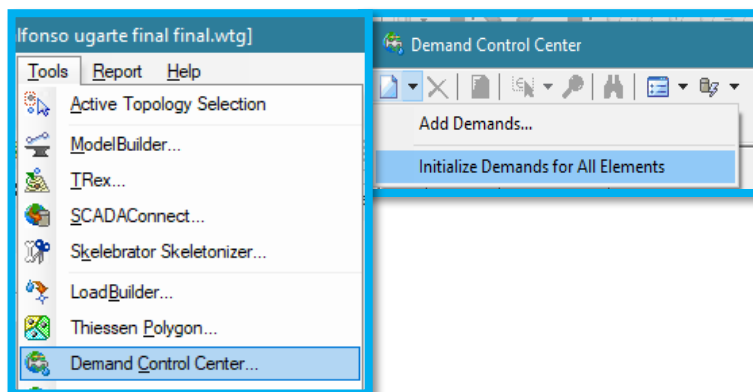 lfonso ugarte final final.wtg]
Tools Report Help
Active Topology Selection
ModelBuilder...
TRex...
SCADAConnect...
Skelebrator Skeletonizer...
LoadBuilder...
Thiessen Polygon...
Demand Control Center...
Demand Control Center
Add Demands...
Initialize Demands for All Elements